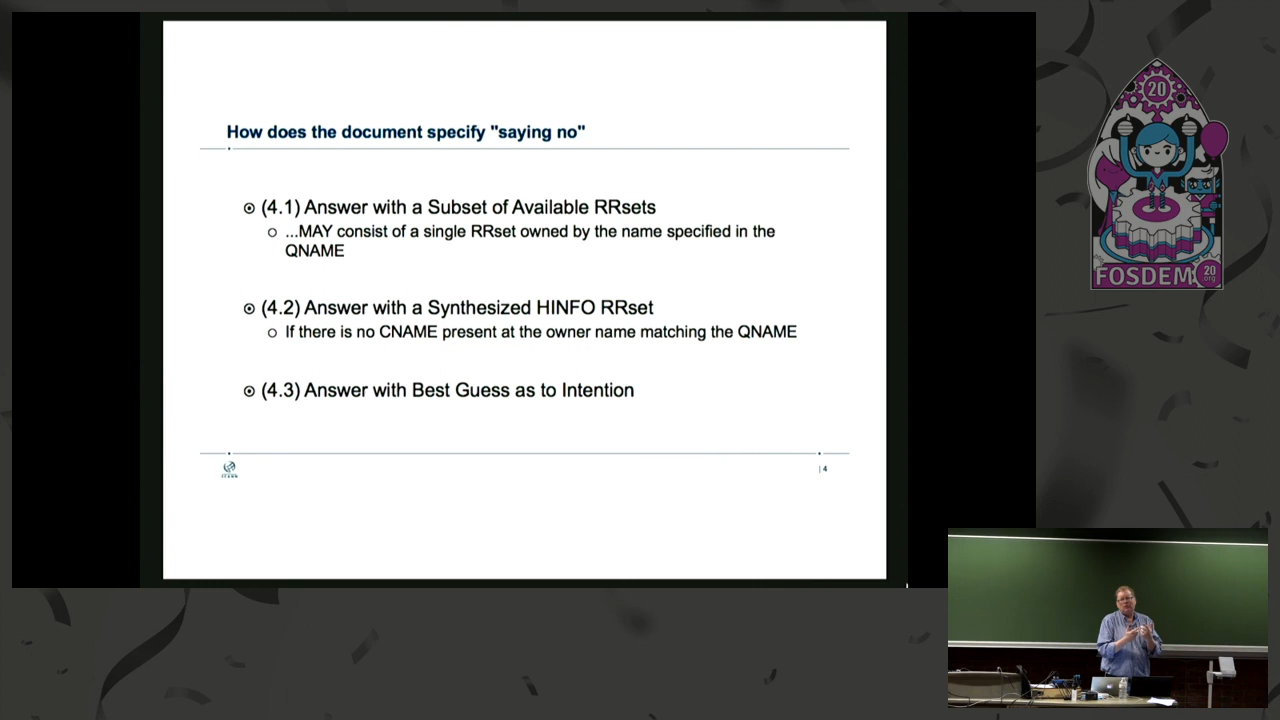 How does the document specify "saying no"
(4.1) Answer with a Subset of Available RRsets
...MAY consist of a single RRset owned by the name specified in the
QNAME
(4.2) Answer with a Synthesized HINFO RRset
If there is no CNAME present at the owner name matching the QNAME
(4.3) Answer with Best Guess as to Intention
ICANN
| 4
20
FOSDEM
20
org